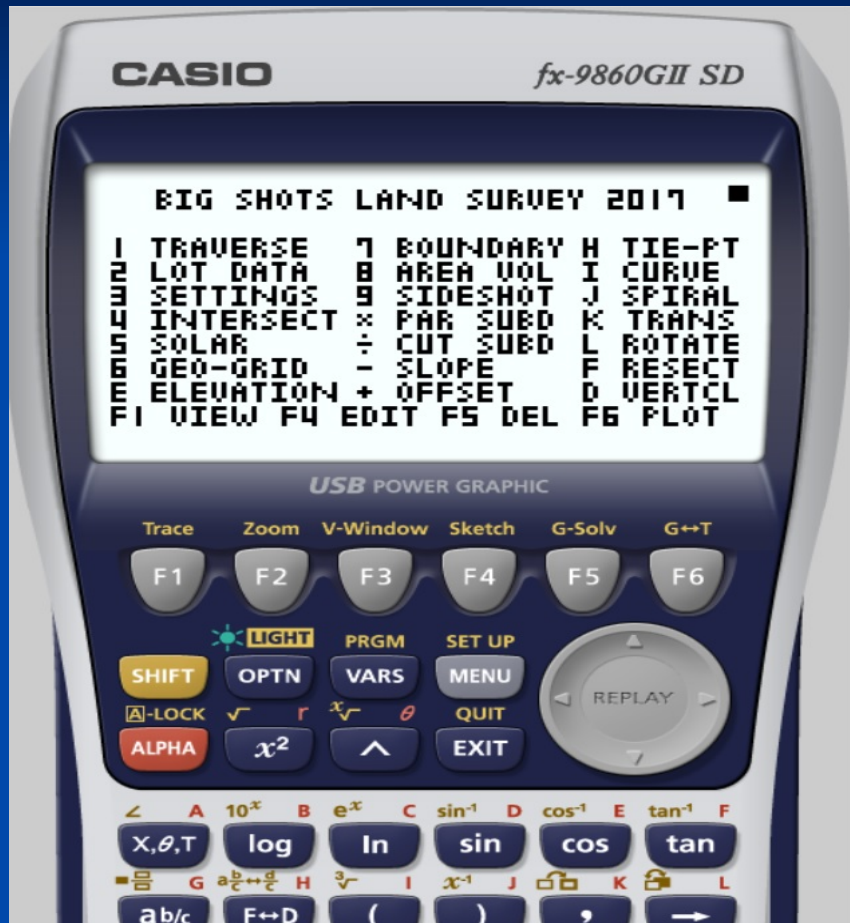 CASIO fx-9860GII SD
BIG SHOTS LAND SURVEY 2017
1 TRAVERSE 7 BOUNDARY H TIE-PT
2 LOT DATA 8 AREA VOL I CURVE
3 SETTINGS 9 SIDESHOT J SPIRAL
4 INTERSECT × PAR SUBD K TRANS
5 SOLAR ÷ CUT SUBD L ROTATE
6 GEO-GRID - SLOPE F RESECT
E ELEVATION + OFFSET D VERTCL
F1 VIEW F4 EDIT F5 DEL F6 PLOT
USB POWER GRAPHIC
Trace Zoom V-Window Sketch G-Solv G↔T
F1 F2 F3 F4 F5 F6
LIGHT PRGM SET UP
SHIFT OPTN VARS MENU
REPLAY
A-LOCK √ r ˣ√ θ QUIT
ALPHA x² ^ EXIT
∠ A 10ˣ B eˣ C sin⁻¹ D cos⁻¹ E tan⁻¹ F
X,θ,T log ln sin cos tan
G a b/c↔d/c H ³√ I x⁻¹ J K L
a b/c F↔D ( ) , →